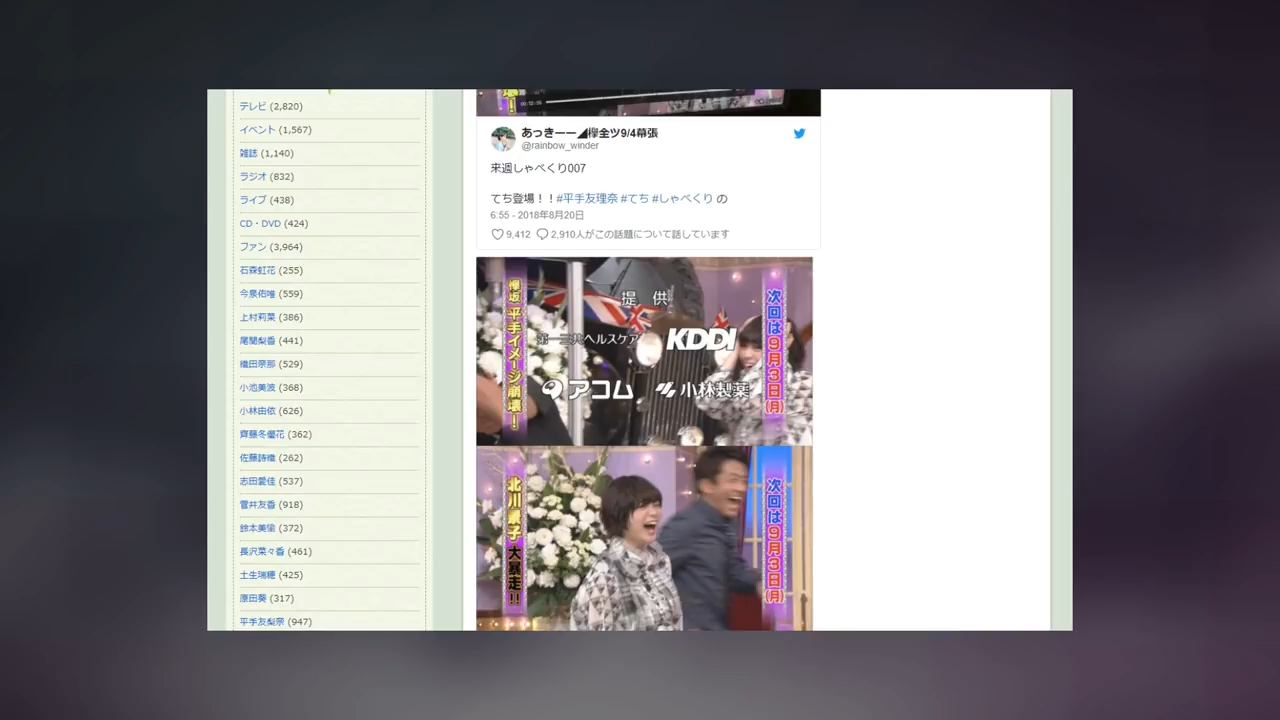 テレビ (2,820)
イベント (1,567)
雑誌 (1,140)
ラジオ (832)
ライブ (438)
CD・DVD (424)
ファン (3,964)
石森虹花 (255)
今泉佑唯 (559)
上村莉菜 (386)
尾関梨香 (441)
織田奈那 (529)
小池美波 (368)
小林由依 (626)
齊藤冬優花 (362)
佐藤詩織 (262)
志田愛佳 (537)
菅井友香 (918)
鈴本美愉 (372)
長沢菜々香 (461)
土生瑞穂 (425)
原田葵 (317)
平手友梨奈 (947)
壊!
あっきーー◢欅全ツ9/4幕張
@rainbow_winder
来週しゃべくり007
てち登場!!#平手友理奈 #てち #しゃべくり の
6:55 - 2018年8月20日
9,412 2,910人がこの話題について話しています
欅坂 平手イメージ崩壊!
提 供
第一三共ヘルスケア
KDDI
アコム
小林製薬
次回は9月3日(月)
北川景子 大暴走!!
次回は9月3日(月)